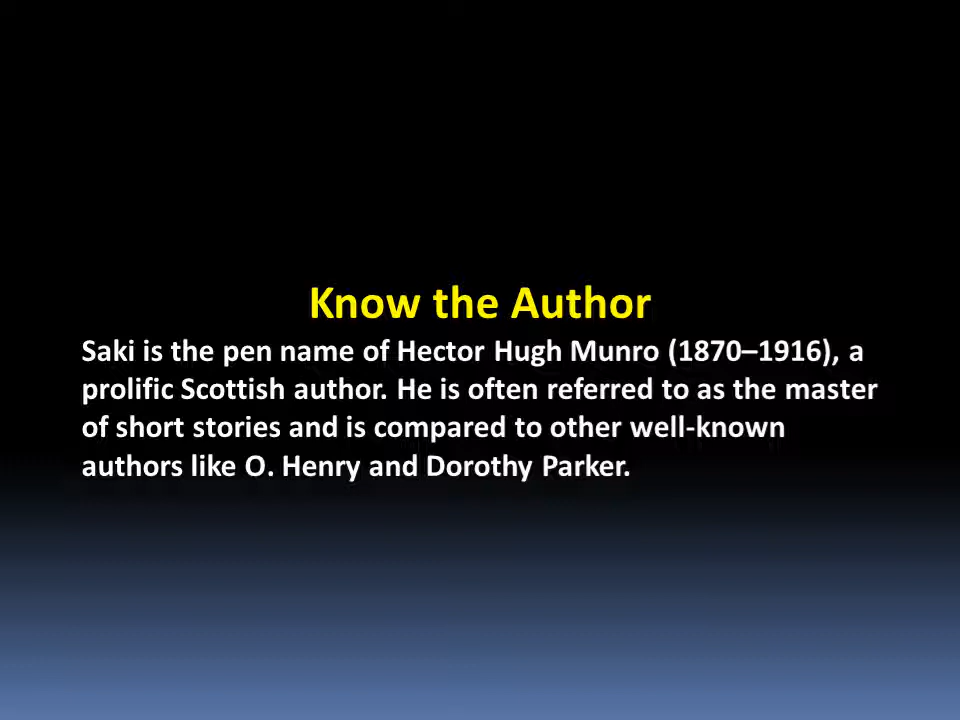 Know the Author
Saki is the pen name of Hector Hugh Munro (1870–1916), a
prolific Scottish author. He is often referred to as the master
of short stories and is compared to other well-known
authors like O. Henry and Dorothy Parker.